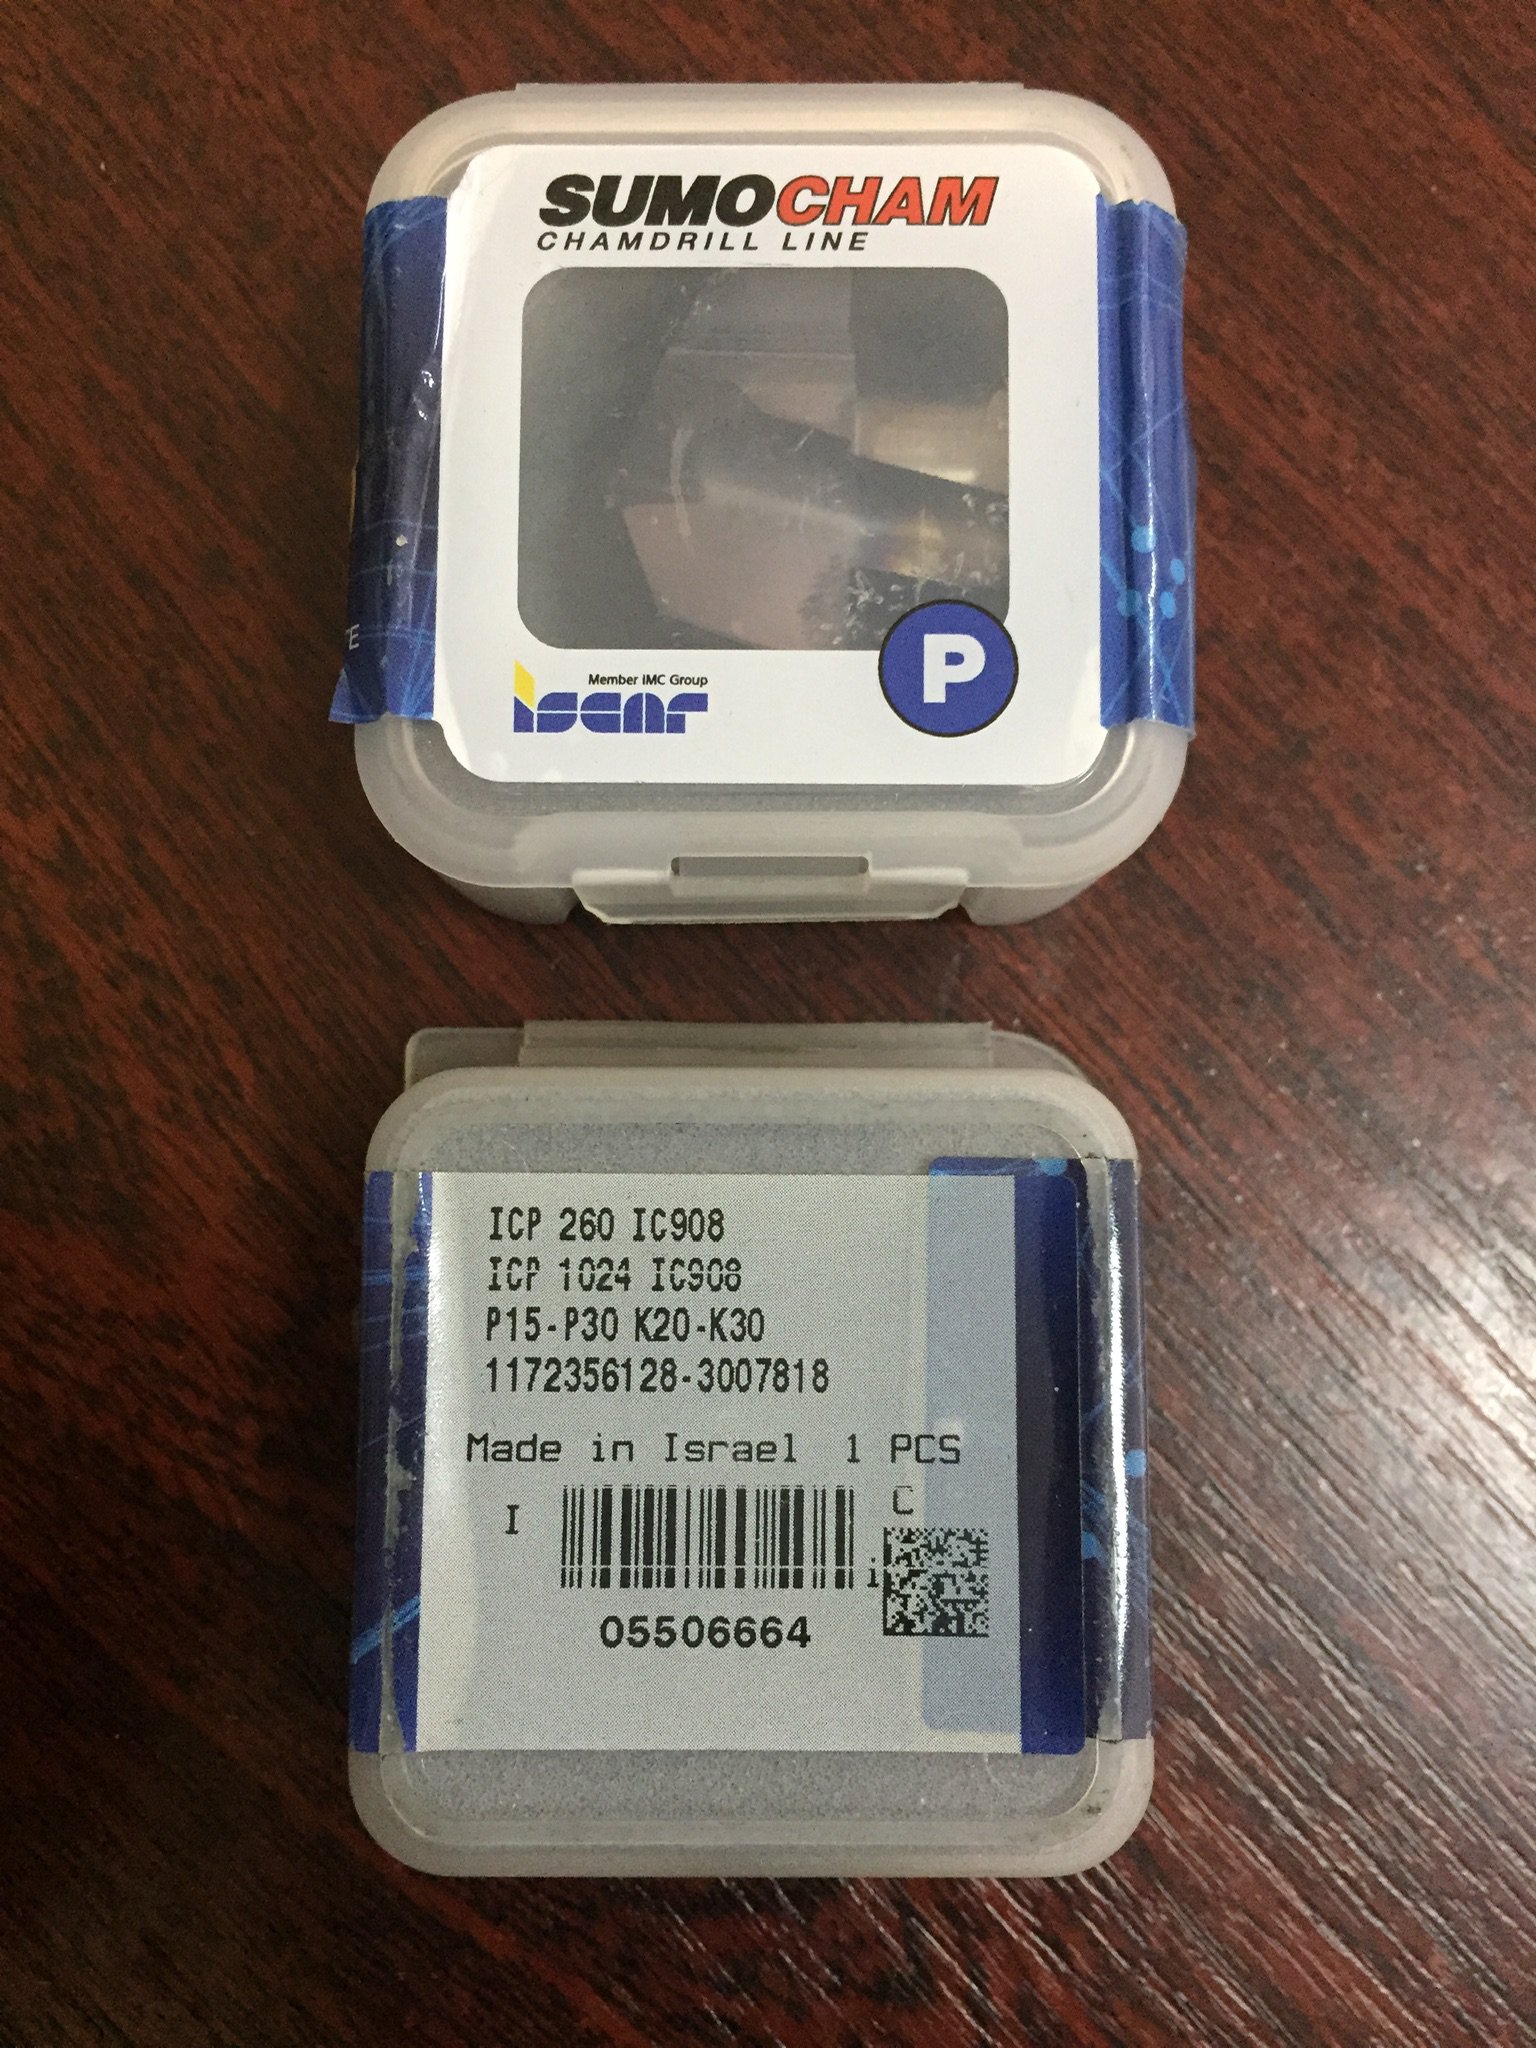 SUMOCHAM
CHAMDRILL LINE
TE
Member IMC Group
iscar
P
ICP 260 IC908
ICP 1024 IC908
P15-P30 K20-K30
1172356128-3007818
Made in Israel 1 PCS
I
C
i
05506664